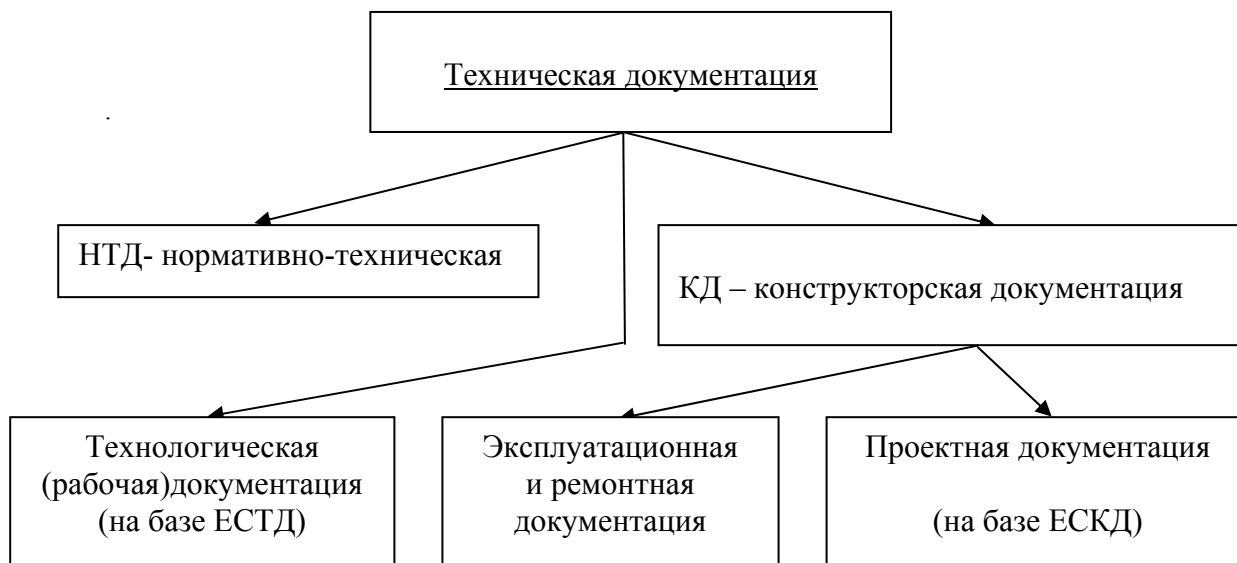 Техническая документация
НТД- нормативно-техническая
КД – конструкторская документация
Технологическая
(рабочая)документация
(на базе ЕСТД)
Эксплуатационная
и ремонтная
документация
Проектная документация
(на базе ЕСКД)